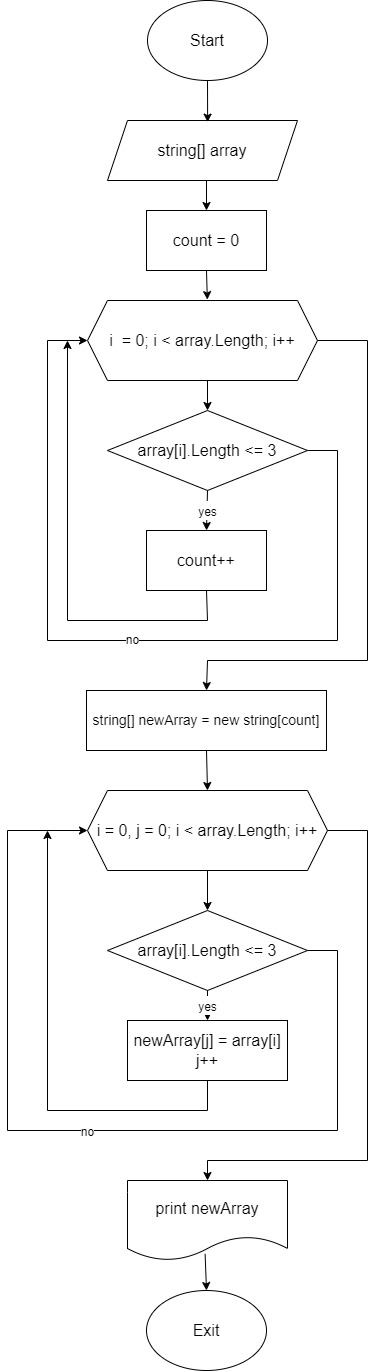 Start
string[] array
count = 0
i  = 0; i < array.Length; i++
array[i].Length <= 3
yes
count++
no
string[] newArray = new string[count]
i = 0, j = 0; i < array.Length; i++
array[i].Length <= 3
yes
newArray[j] = array[i]
j++
no
print newArray
Exit